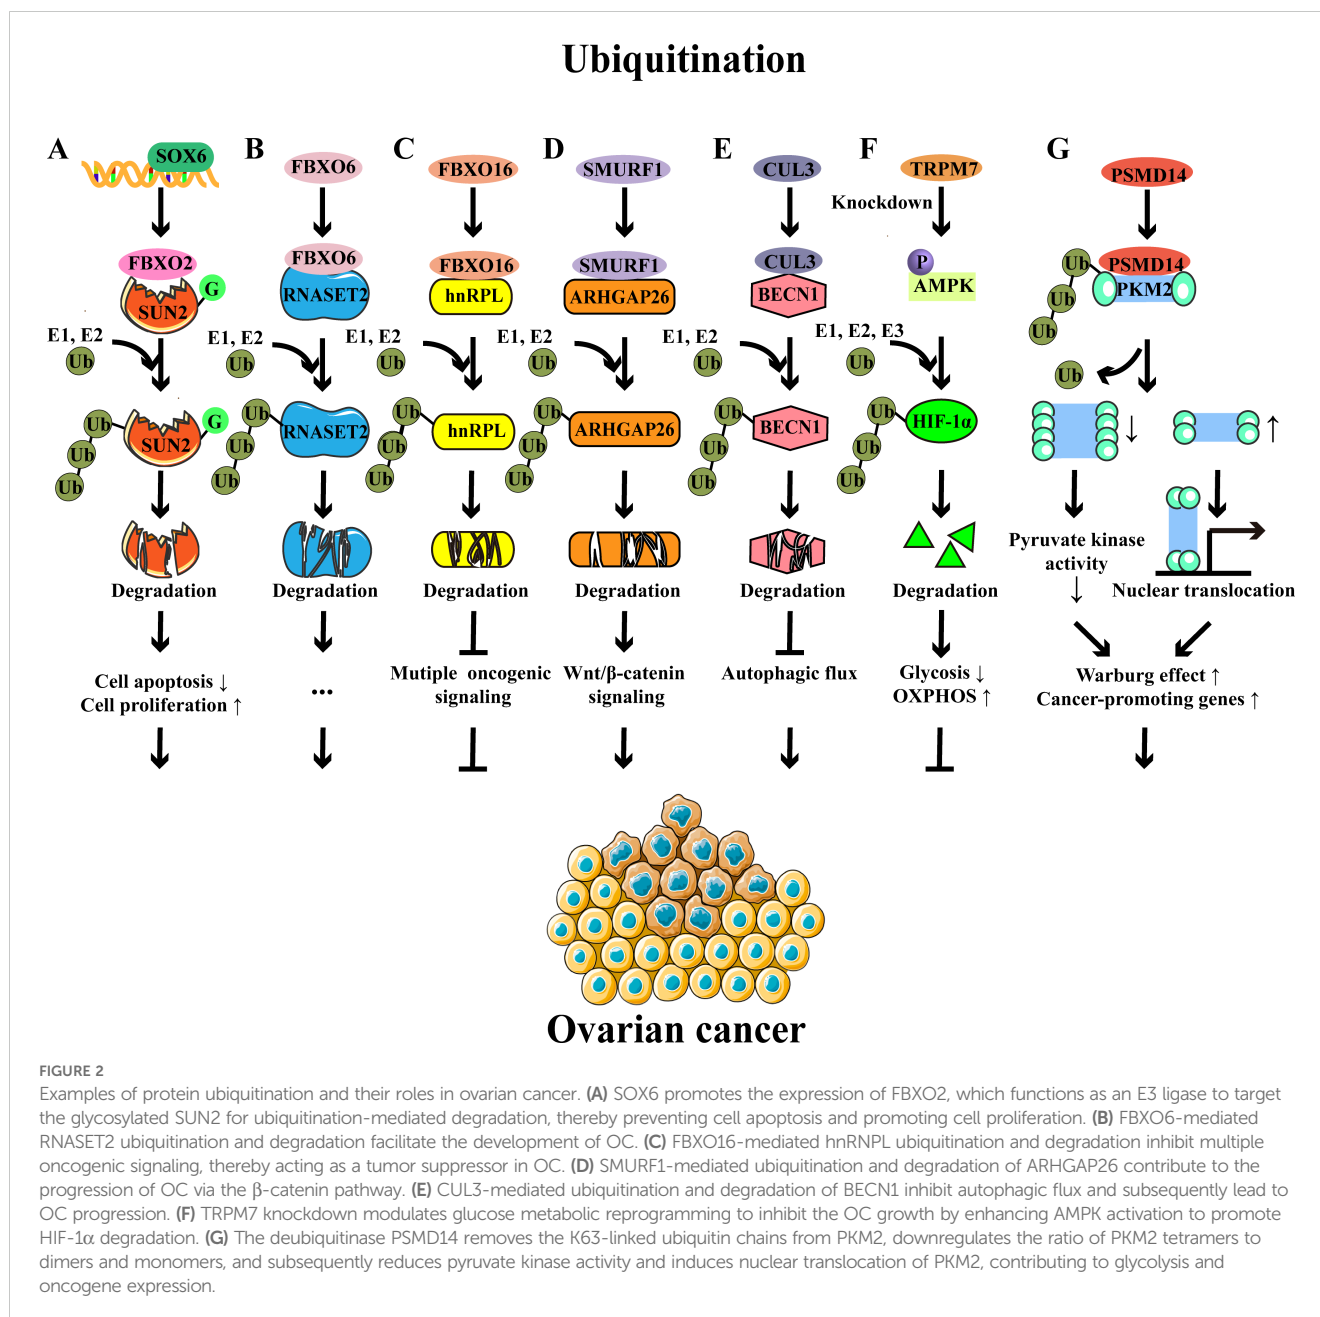 Ubiquitination
A B C D E F G
SOX6 FBXO6 FBXO16 SMURF1 CUL3 TRPM7 PSMD14
Knockdown
FBXO2 G SUN2
FBXO6 RNASET2
FBXO16 hnRPL
SMURF1 ARHGAP26
CUL3 BECN1
P AMPK
Ub Ub Ub PSMD14 PKM2
E1, E2 Ub
E1, E2 Ub
E1, E2 Ub
E1, E2 Ub
E1, E2 Ub
E1, E2, E3 Ub
Ub
Ub Ub Ub SUN2 G
Ub Ub Ub RNASET2
Ub Ub Ub hnRPL
Ub Ub Ub ARHGAP26
Ub Ub Ub BECN1
Ub Ub Ub HIF-1α
↓ ↑
Pyruvate kinase
activity
↓
Degradation Degradation Degradation Degradation Degradation Degradation Nuclear translocation
Cell apoptosis ↓
Cell proliferation ↑
...
Mutiple oncogenic
signaling
Wnt/β-catenin
signaling
Autophagic flux
Glycosis ↓
OXPHOS ↑
Warburg effect ↑
Cancer-promoting genes ↑
Ovarian cancer
FIGURE 2
Examples of protein ubiquitination and their roles in ovarian cancer. (A) SOX6 promotes the expression of FBXO2, which functions as an E3 ligase to target
the glycosylated SUN2 for ubiquitination-mediated degradation, thereby preventing cell apoptosis and promoting cell proliferation. (B) FBXO6-mediated
RNASET2 ubiquitination and degradation facilitate the development of OC. (C) FBXO16-mediated hnRNPL ubiquitination and degradation inhibit multiple
oncogenic signaling, thereby acting as a tumor suppressor in OC. (D) SMURF1-mediated ubiquitination and degradation of ARHGAP26 contribute to the
progression of OC via the β-catenin pathway. (E) CUL3-mediated ubiquitination and degradation of BECN1 inhibit autophagic flux and subsequently lead to
OC progression. (F) TRPM7 knockdown modulates glucose metabolic reprogramming to inhibit the OC growth by enhancing AMPK activation to promote
HIF-1α degradation. (G) The deubiquitinase PSMD14 removes the K63-linked ubiquitin chains from PKM2, downregulates the ratio of PKM2 tetramers to
dimers and monomers, and subsequently reduces pyruvate kinase activity and induces nuclear translocation of PKM2, contributing to glycolysis and
oncogene expression.